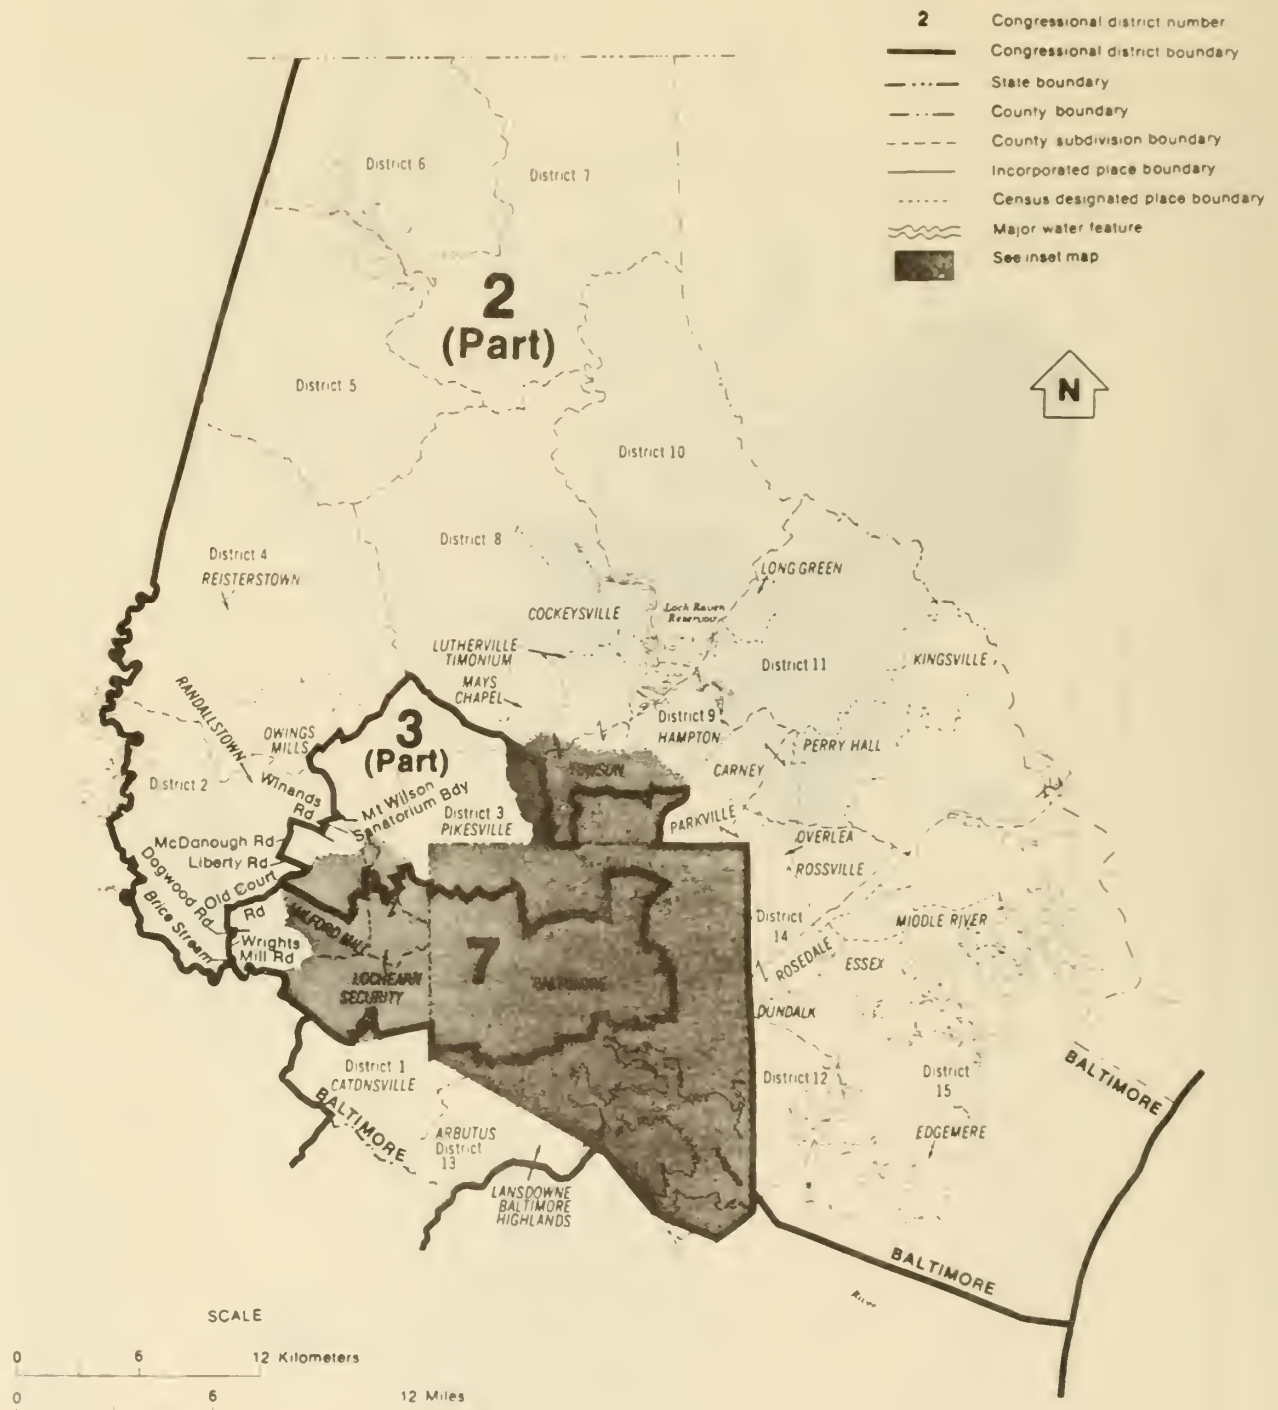 2 Congressional district number
Congressional district boundary
State boundary
County boundary
County subdivision boundary
Incorporated place boundary
Census designated place boundary
Major water feature
See inset map
N
District 6
District 7
2
(Part)
District 5
District 10
District 8
District 4
REISTERSTOWN
LONG GREEN
COCKEYSVILLE
Loch Raven
Reservoir
LUTHERVILLE
TIMONIUM
MAYS
CHAPEL
District 11
KINGSVILLE
RANDALLSTOWN
OWINGS
MILLS
3
(Part)
District 9
HAMPTON
PERRY HALL
TOWSON
CARNEY
District 2
Winands
Rd
Mt Wilson
Sanatorium Bdy
District 3
PIKESVILLE
PARKVILLE
OVERLEA
McDanough Rd
Liberty Rd
ROSSVILLE
Dogwood Rd
Old Court
Rd
Brice Stream
MILFORD MILL
Wrights
Mill Rd
7
District
14
MIDDLE RIVER
ROSEDALE
ESSEX
LOCHEARN
SECURITY
BALTIMORE
DUNDALK
District 1
CATONSVILLE
BALTIMORE
District 12
District
15
BALTIMORE
ARBUTUS
District
13
EDGEMERE
LANSDOWNE
BALTIMORE
HIGHLANDS
BALTIMORE
River
SCALE
0 6 12 Kilometers
0 6 12 Miles